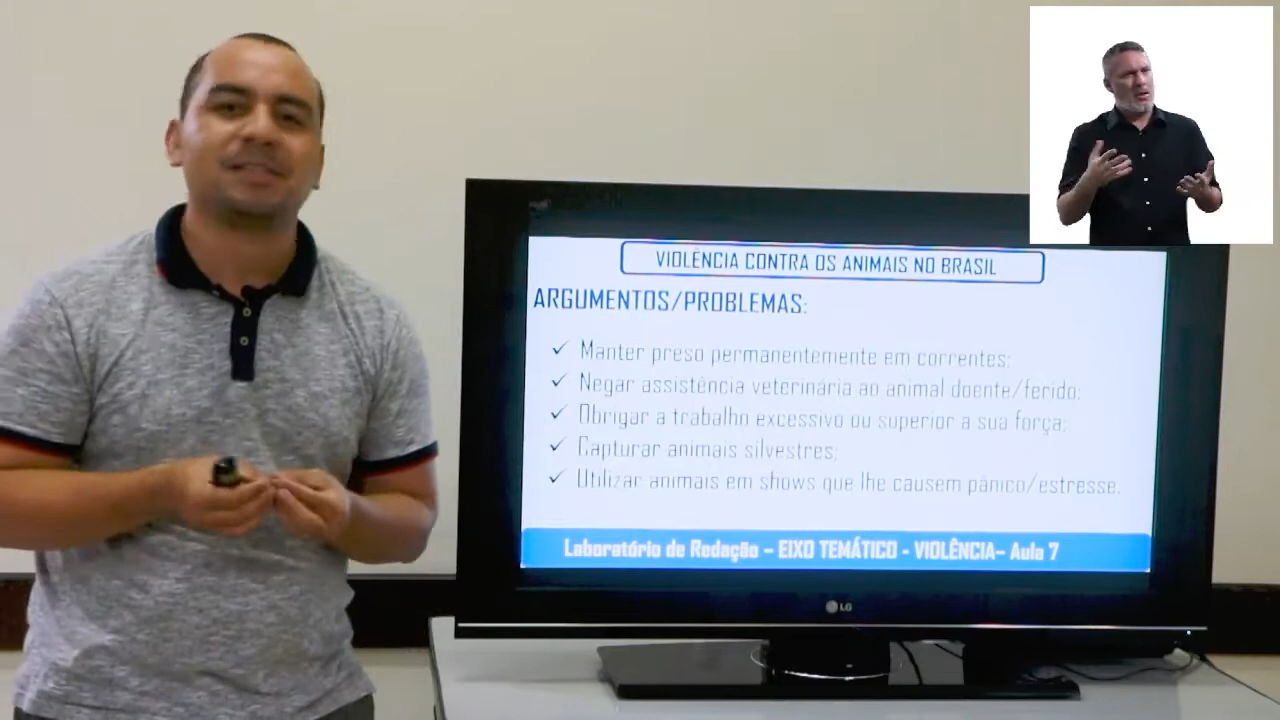 VIOLÊNCIA CONTRA OS ANIMAIS NO BRASIL
ARGUMENTOS/PROBLEMAS:
✓ Manter preso permanentemente em correntes;
✓ Negar assistência veterinária ao animal doente/ferido;
✓ Obrigar a trabalho excessivo ou superior a sua força;
✓ Capturar animais silvestres;
✓ Utilizar animais em shows que lhe causem pânico/estresse.
Laboratório de Redação – EIXO TEMÁTICO - VIOLÊNCIA– Aula 7
LG